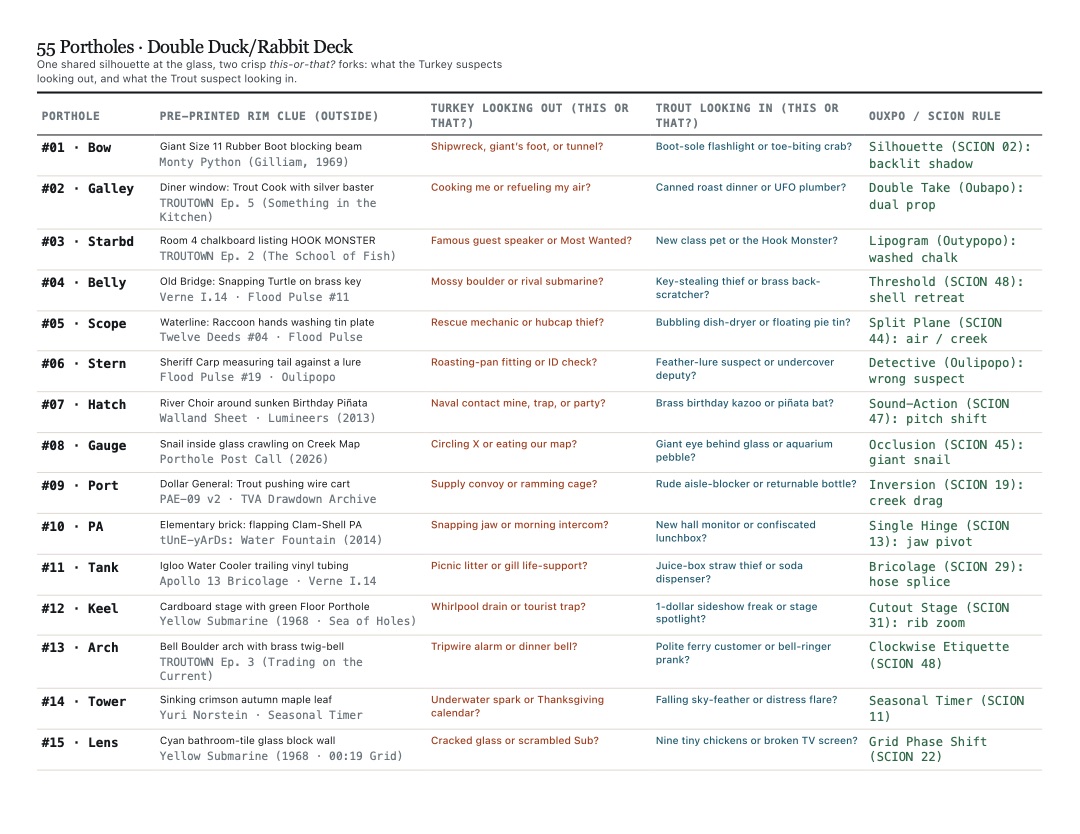 55 Portholes · Double Duck/Rabbit Deck
One shared silhouette at the glass, two crisp this-or-that? forks: what the Turkey suspects
looking out, and what the Trout suspect looking in.
PORTHOLE
PRE-PRINTED RIM CLUE (OUTSIDE)
TURKEY LOOKING OUT (THIS OR
THAT?)
TROUT LOOKING IN (THIS OR
THAT?)
OUXPO / SCION RULE
#01 · Bow
Giant Size 11 Rubber Boot blocking beam
Monty Python (Gilliam, 1969)
Shipwreck, giant's foot, or tunnel?
Boot-sole flashlight or toe-biting crab?
Silhouette (SCION 02):
backlit shadow
#02 · Galley
Diner window: Trout Cook with silver baster
TROUTOWN Ep. 5 (Something in the
Kitchen)
Cooking me or refueling my air?
Canned roast dinner or UFO plumber?
Double Take (Oubapo):
dual prop
#03 · Starbd
Room 4 chalkboard listing HOOK MONSTER
TROUTOWN Ep. 2 (The School of Fish)
Famous guest speaker or Most Wanted?
New class pet or the Hook Monster?
Lipogram (Outypopo):
washed chalk
#04 · Belly
Old Bridge: Snapping Turtle on brass key
Verne I.14 · Flood Pulse #11
Mossy boulder or rival submarine?
Key-stealing thief or brass back-
scratcher?
Threshold (SCION 48):
shell retreat
#05 · Scope
Waterline: Raccoon hands washing tin plate
Twelve Deeds #04 · Flood Pulse
Rescue mechanic or hubcap thief?
Bubbling dish-dryer or floating pie tin?
Split Plane (SCION
44): air / creek
#06 · Stern
Sheriff Carp measuring tail against a lure
Flood Pulse #19 · Oulipopo
Roasting-pan fitting or ID check?
Feather-lure suspect or undercover
deputy?
Detective (Oulipopo):
wrong suspect
#07 · Hatch
River Choir around sunken Birthday Piñata
Walland Sheet · Lumineers (2013)
Naval contact mine, trap, or party?
Brass birthday kazoo or piñata bat?
Sound-Action (SCION
47): pitch shift
#08 · Gauge
Snail inside glass crawling on Creek Map
Porthole Post Call (2026)
Circling X or eating our map?
Giant eye behind glass or aquarium
pebble?
Occlusion (SCION 45):
giant snail
#09 · Port
Dollar General: Trout pushing wire cart
PAE-09 v2 · TVA Drawdown Archive
Supply convoy or ramming cage?
Rude aisle-blocker or returnable bottle?
Inversion (SCION 19):
creek drag
#10 · PA
Elementary brick: flapping Clam-Shell PA
tUnE-yArDs: Water Fountain (2014)
Snapping jaw or morning intercom?
New hall monitor or confiscated
lunchbox?
Single Hinge (SCION
13): jaw pivot
#11 · Tank
Igloo Water Cooler trailing vinyl tubing
Apollo 13 Bricolage · Verne I.14
Picnic litter or gill life-support?
Juice-box straw thief or soda
dispenser?
Bricolage (SCION 29):
hose splice
#12 · Keel
Cardboard stage with green Floor Porthole
Yellow Submarine (1968 · Sea of Holes)
Whirlpool drain or tourist trap?
1-dollar sideshow freak or stage
spotlight?
Cutout Stage (SCION
31): rib zoom
#13 · Arch
Bell Boulder arch with brass twig-bell
TROUTOWN Ep. 3 (Trading on the
Current)
Tripwire alarm or dinner bell?
Polite ferry customer or bell-ringer
prank?
Clockwise Etiquette
(SCION 48)
#14 · Tower
Sinking crimson autumn maple leaf
Yuri Norstein · Seasonal Timer
Underwater spark or Thanksgiving
calendar?
Falling sky-feather or distress flare?
Seasonal Timer (SCION
11)
#15 · Lens
Cyan bathroom-tile glass block wall
Yellow Submarine (1968 · 00:19 Grid)
Cracked glass or scrambled Sub?
Nine tiny chickens or broken TV screen?
Grid Phase Shift
(SCION 22)